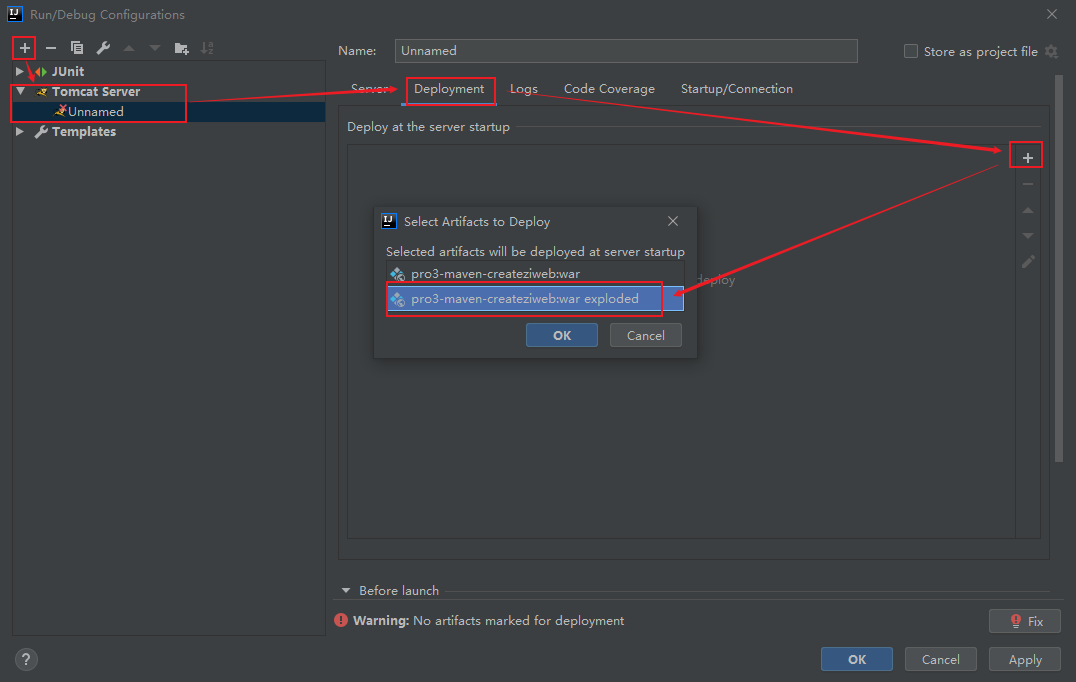 Run/Debug Configurations
Name: Unnamed
Store as project file
JUnit
Tomcat Server
Unnamed
Templates
Server Deployment Logs Code Coverage Startup/Connection
Deploy at the server startup
Select Artifacts to Deploy
Selected artifacts will be deployed at server startup
pro3-maven-createziweb:war
pro3-maven-createziweb:war exploded
deploy
OK Cancel
Before launch
Warning: No artifacts marked for deployment
Fix
?
OK Cancel Apply